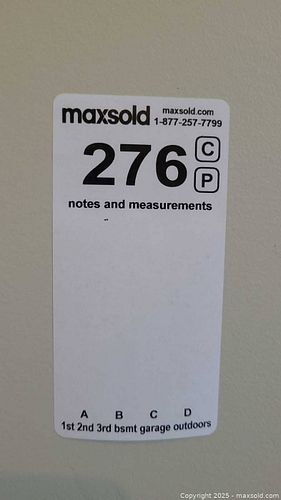 maxsold maxsold.com
1-877-257-7799
276 C
P
notes and measurements
A B C D
1st 2nd 3rd bsmt garage outdoors
Copyright © 2025 - maxsold.com